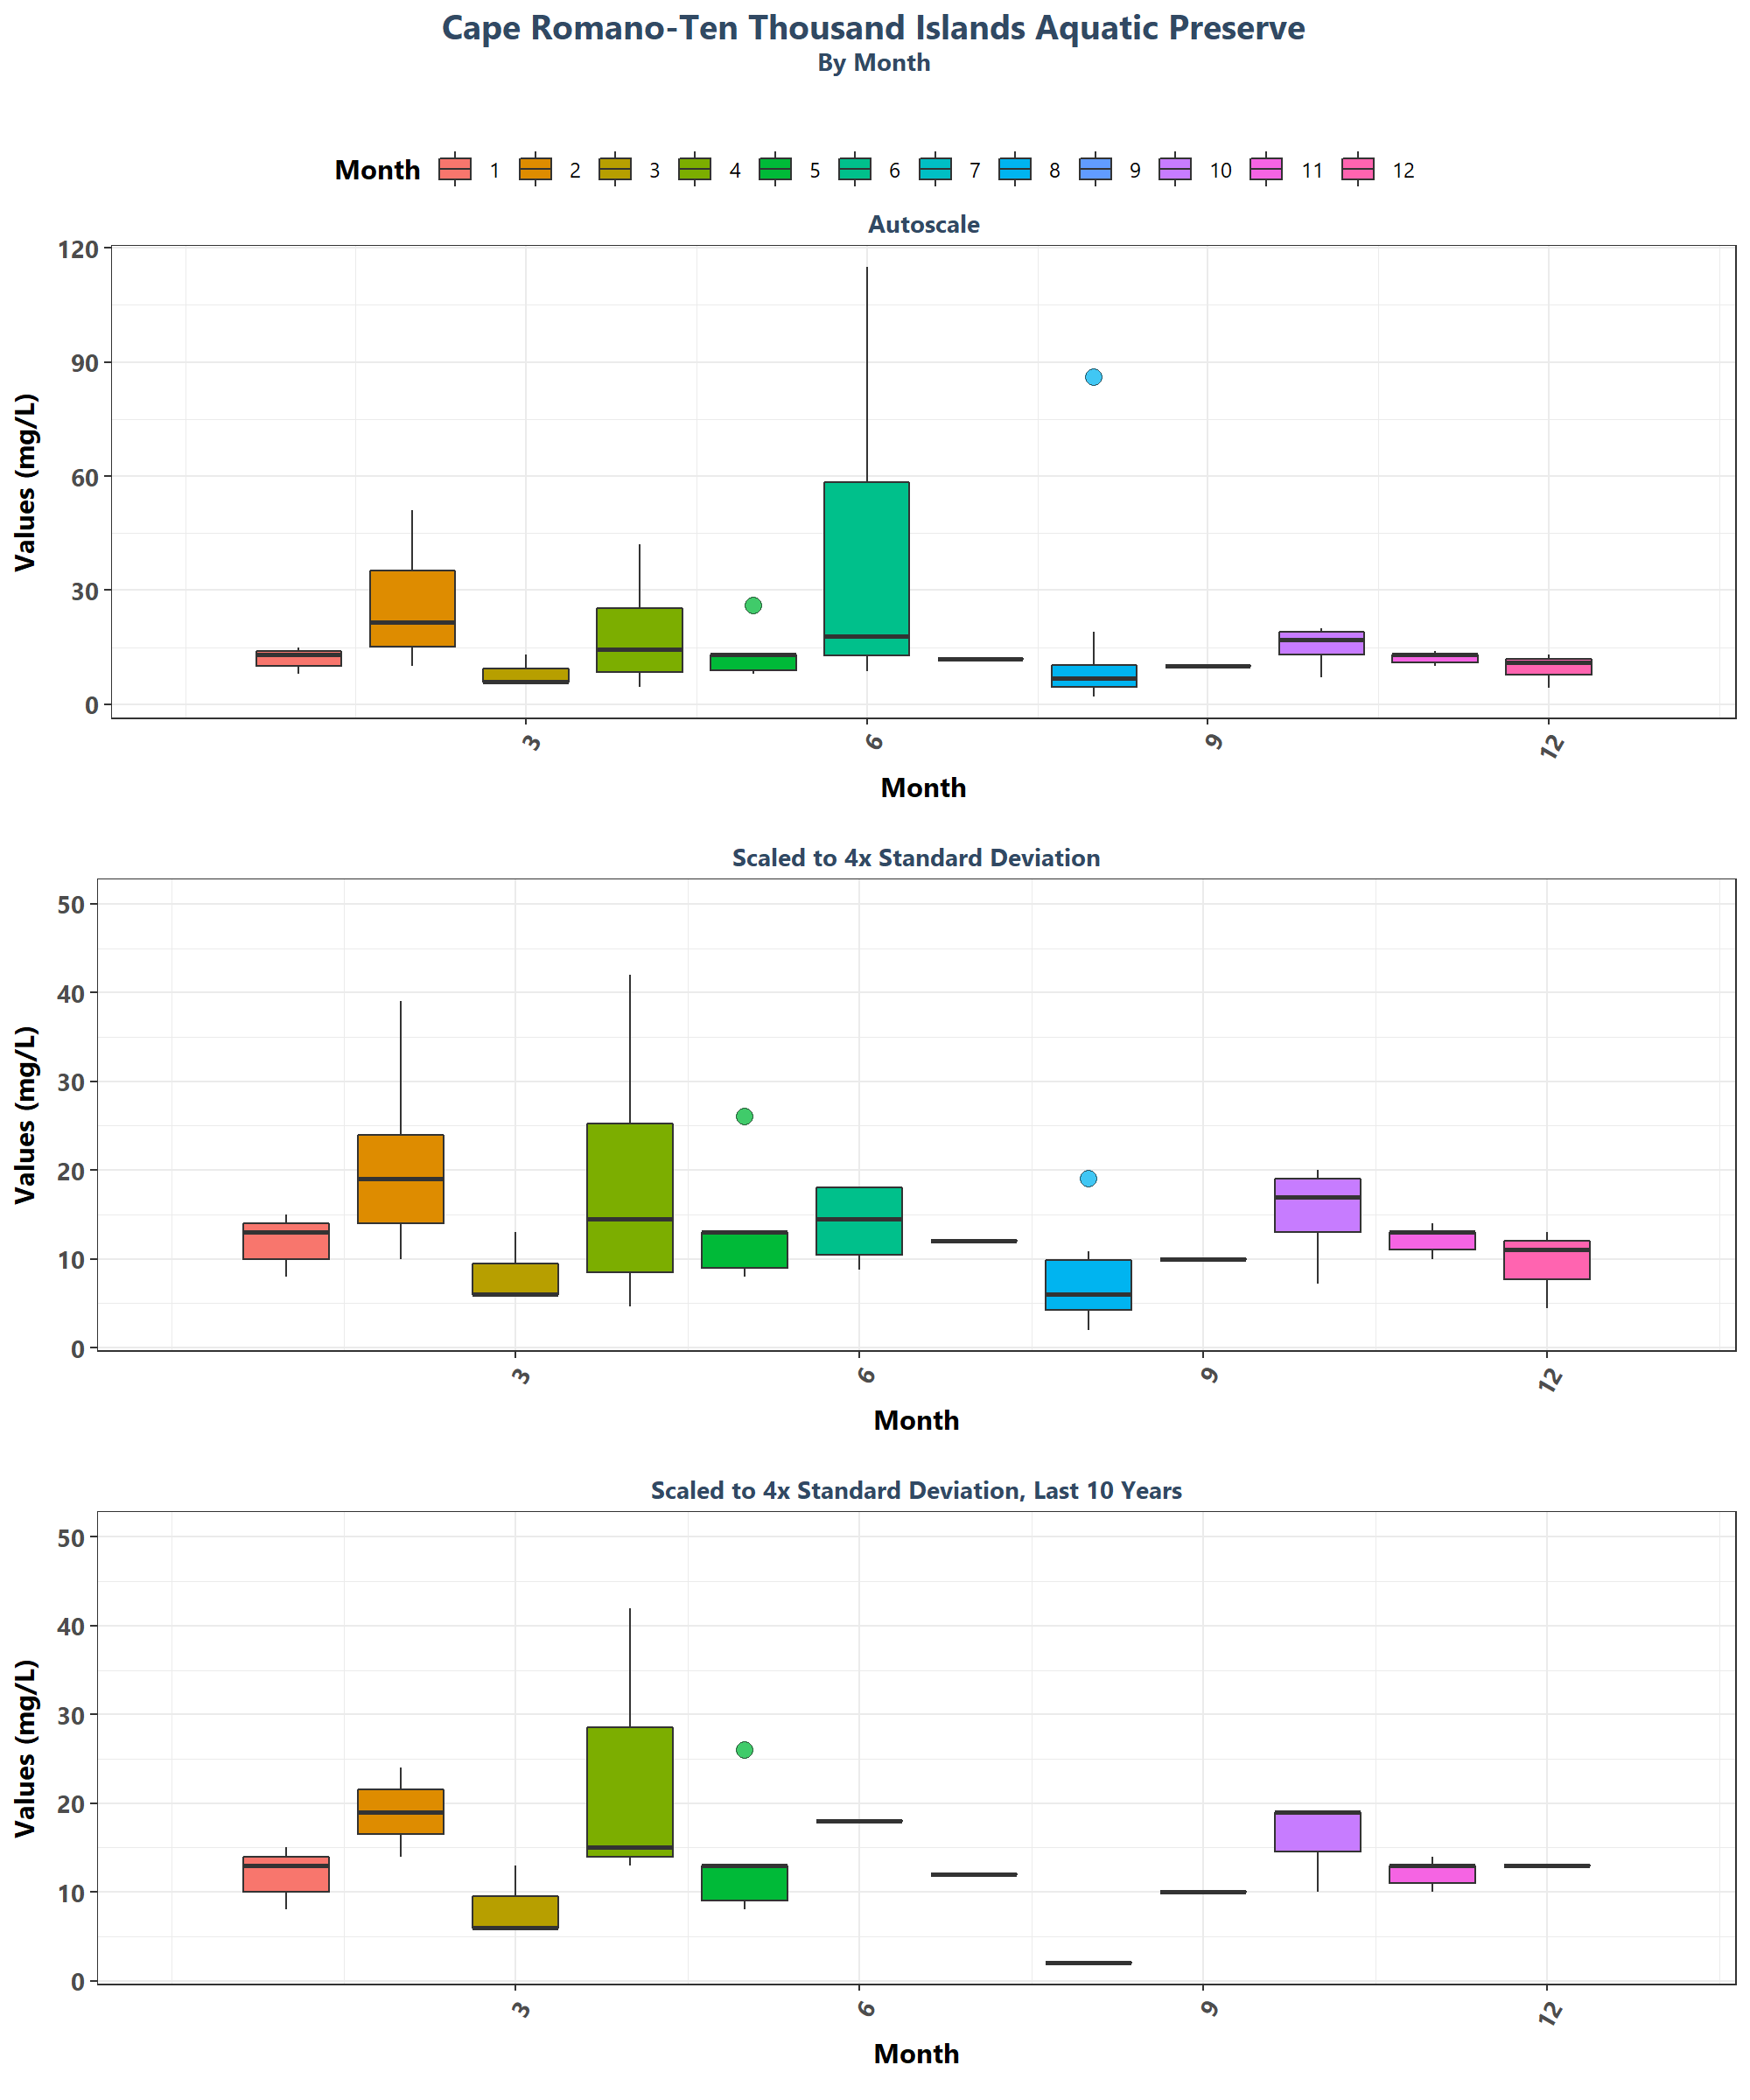 Cape Romano-Ten Thousand Islands Aquatic Preserve
By Month
Month 1 2 3 4 5 6 7 8 9 10 11 12
Autoscale
Values (mg/L)
120
90
60
30
0
3 6 9 12
Month
Scaled to 4x Standard Deviation
Values (mg/L)
50
40
30
20
10
0
3 6 9 12
Month
Scaled to 4x Standard Deviation, Last 10 Years
Values (mg/L)
50
40
30
20
10
0
3 6 9 12
Month